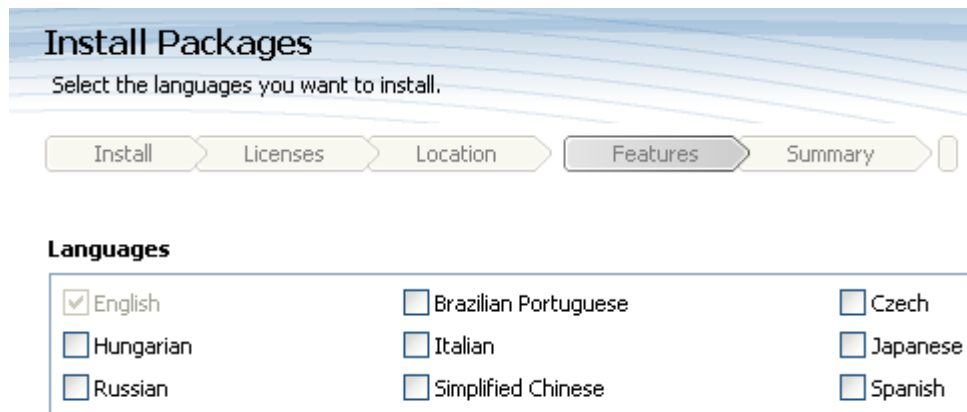 Install Packages
Select the languages you want to install.
Install Licenses Location Features Summary
Languages
English Brazilian Portuguese Czech
Hungarian Italian Japanese
Russian Simplified Chinese Spanish